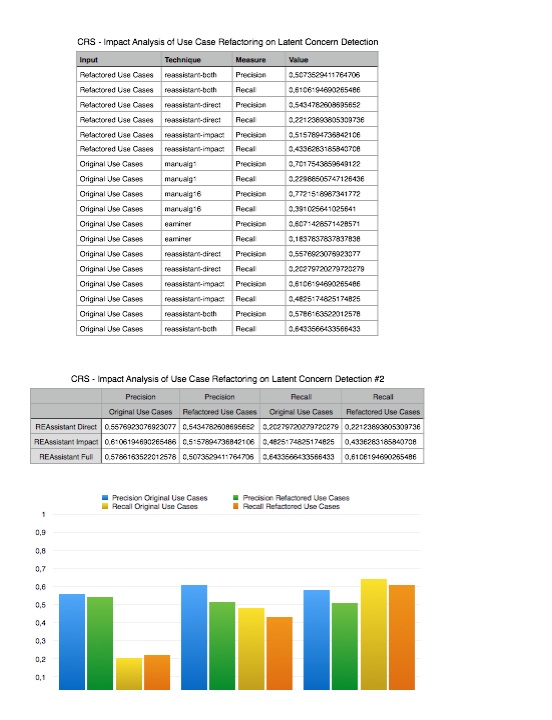 CRS - Impact Analysis of Use Case Refactoring on Latent Concern Detection
Input Technique Measure Value
Refactored Use Cases reassistant-both Precision 0,5073529411764706
Refactored Use Cases reassistant-both Recall 0,6106194690265486
Refactored Use Cases reassistant-direct Precision 0,5434782608695652
Refactored Use Cases reassistant-direct Recall 0,22123893805309736
Refactored Use Cases reassistant-impact Precision 0,5157894736842106
Refactored Use Cases reassistant-impact Recall 0,4336283185840708
Original Use Cases manualg1 Precision 0,7017543859649122
Original Use Cases manualg1 Recall 0,22988505747126436
Original Use Cases manualg16 Precision 0,7721518987341772
Original Use Cases manualg16 Recall 0,391025641025641
Original Use Cases eaminer Precision 0,6071428571428571
Original Use Cases eaminer Recall 0,1837837837837838
Original Use Cases reassistant-direct Precision 0,5576923076923077
Original Use Cases reassistant-direct Recall 0,20279720279720279
Original Use Cases reassistant-impact Precision 0,6106194690265486
Original Use Cases reassistant-impact Recall 0,4825174825174825
Original Use Cases reassistant-both Precision 0,5786163522012578
Original Use Cases reassistant-both Recall 0,6433566433566433
CRS - Impact Analysis of Use Case Refactoring on Latent Concern Detection #2
Precision Precision Recall Recall
Original Use Cases Refactored Use Cases Original Use Cases Refactored Use Cases
REAssistant Direct 0,5576923076923077 0,5434782608695652 0,20279720279720279 0,22123893805309736
REAssistant Impact 0,6106194690265486 0,5157894736842106 0,4825174825174825 0,4336283185840708
REAssistant Full 0,5786163522012578 0,5073529411764706 0,6433566433566433 0,6106194690265486
Precision Original Use Cases Precision Refactored Use Cases
Recall Original Use Cases Recall Refactored Use Cases
1
0,9
0,8
0,7
0,6
0,5
0,4
0,3
0,2
0,1